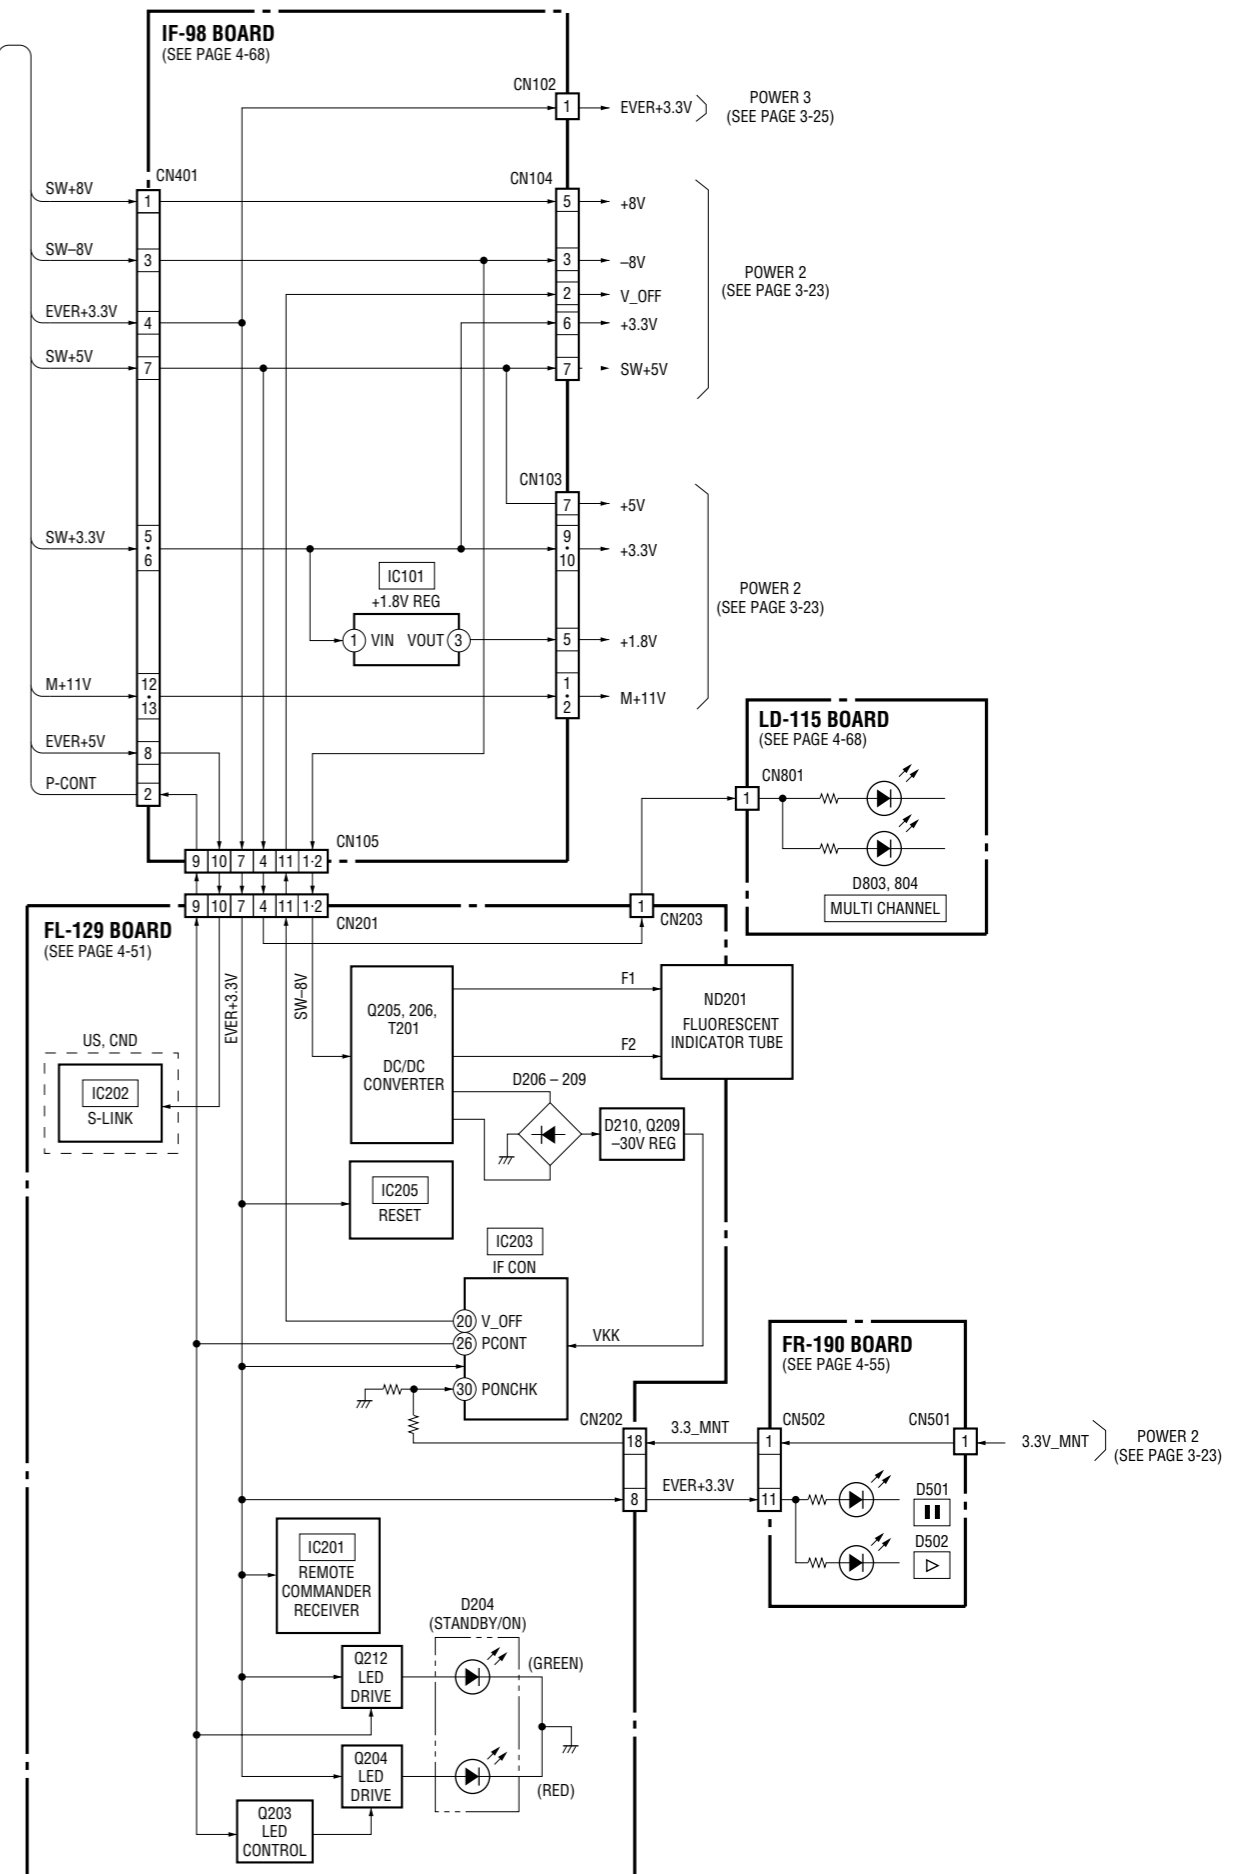 IF-98 BOARD
(SEE PAGE 4-68)
CN102
1
EVER+3.3V
POWER 3
(SEE PAGE 3-25)
CN401
SW+8V
1
CN104
5
+8V
SW–8V
3
3
–8V
2
V_OFF
POWER 2
(SEE PAGE 3-23)
EVER+3.3V
4
6
+3.3V
SW+5V
7
7
SW+5V
CN103
7
+5V
SW+3.3V
5
•
6
9
•
10
+3.3V
IC101
+1.8V REG
1 VIN VOUT 3
5
+1.8V
POWER 2
(SEE PAGE 3-23)
M+11V
12
•
13
1
•
2
M+11V
EVER+5V
8
P-CONT
2
CN105
9 10 7 4 11 1·2
LD-115 BOARD
(SEE PAGE 4-68)
CN801
1
D803, 804
MULTI CHANNEL
9 10 7 4 11 1·2
CN201
1
CN203
FL-129 BOARD
(SEE PAGE 4-51)
EVER+3.3V
SW–8V
US, CND
IC202
S-LINK
Q205, 206,
T201
DC/DC
CONVERTER
F1
F2
ND201
FLUORESCENT
INDICATOR TUBE
D206 – 209
D210, Q209
–30V REG
IC205
RESET
IC203
IF CON
20 V_OFF
26 PCONT
30 PONCHK
VKK
FR-190 BOARD
(SEE PAGE 4-55)
CN202
18
3.3_MNT
CN502
1
CN501
1
3.3V_MNT
POWER 2
(SEE PAGE 3-23)
8
EVER+3.3V
11
D501
D502
IC201
REMOTE
COMMANDER
RECEIVER
D204
(STANDBY/ON)
Q212
LED
DRIVE
(GREEN)
Q204
LED
DRIVE
(RED)
Q203
LED
CONTROL